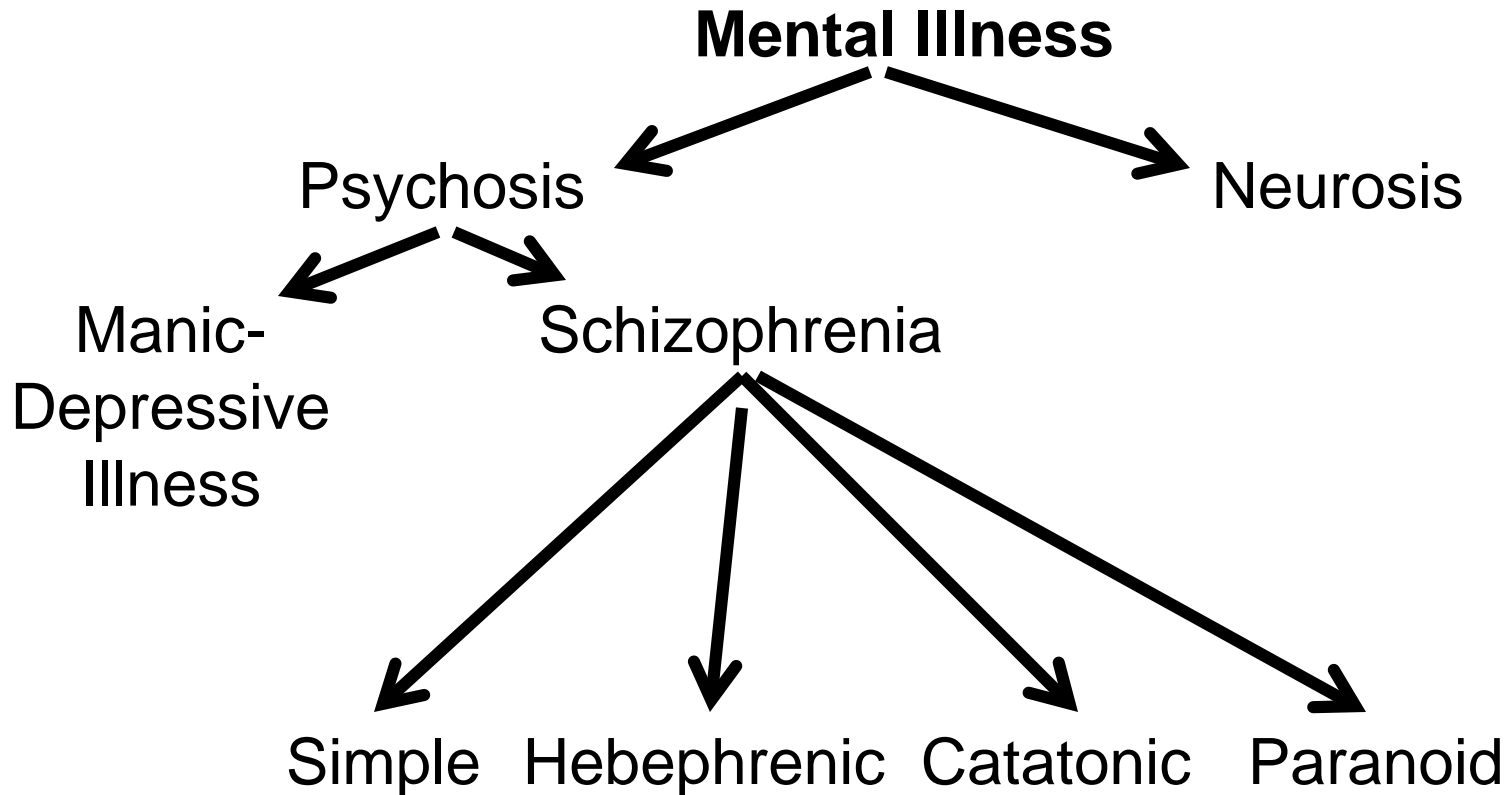 Mental Illness
Psychosis
Neurosis
Manic-
Depressive
Illness
Schizophrenia
Simple
Hebephrenic
Catatonic
Paranoid